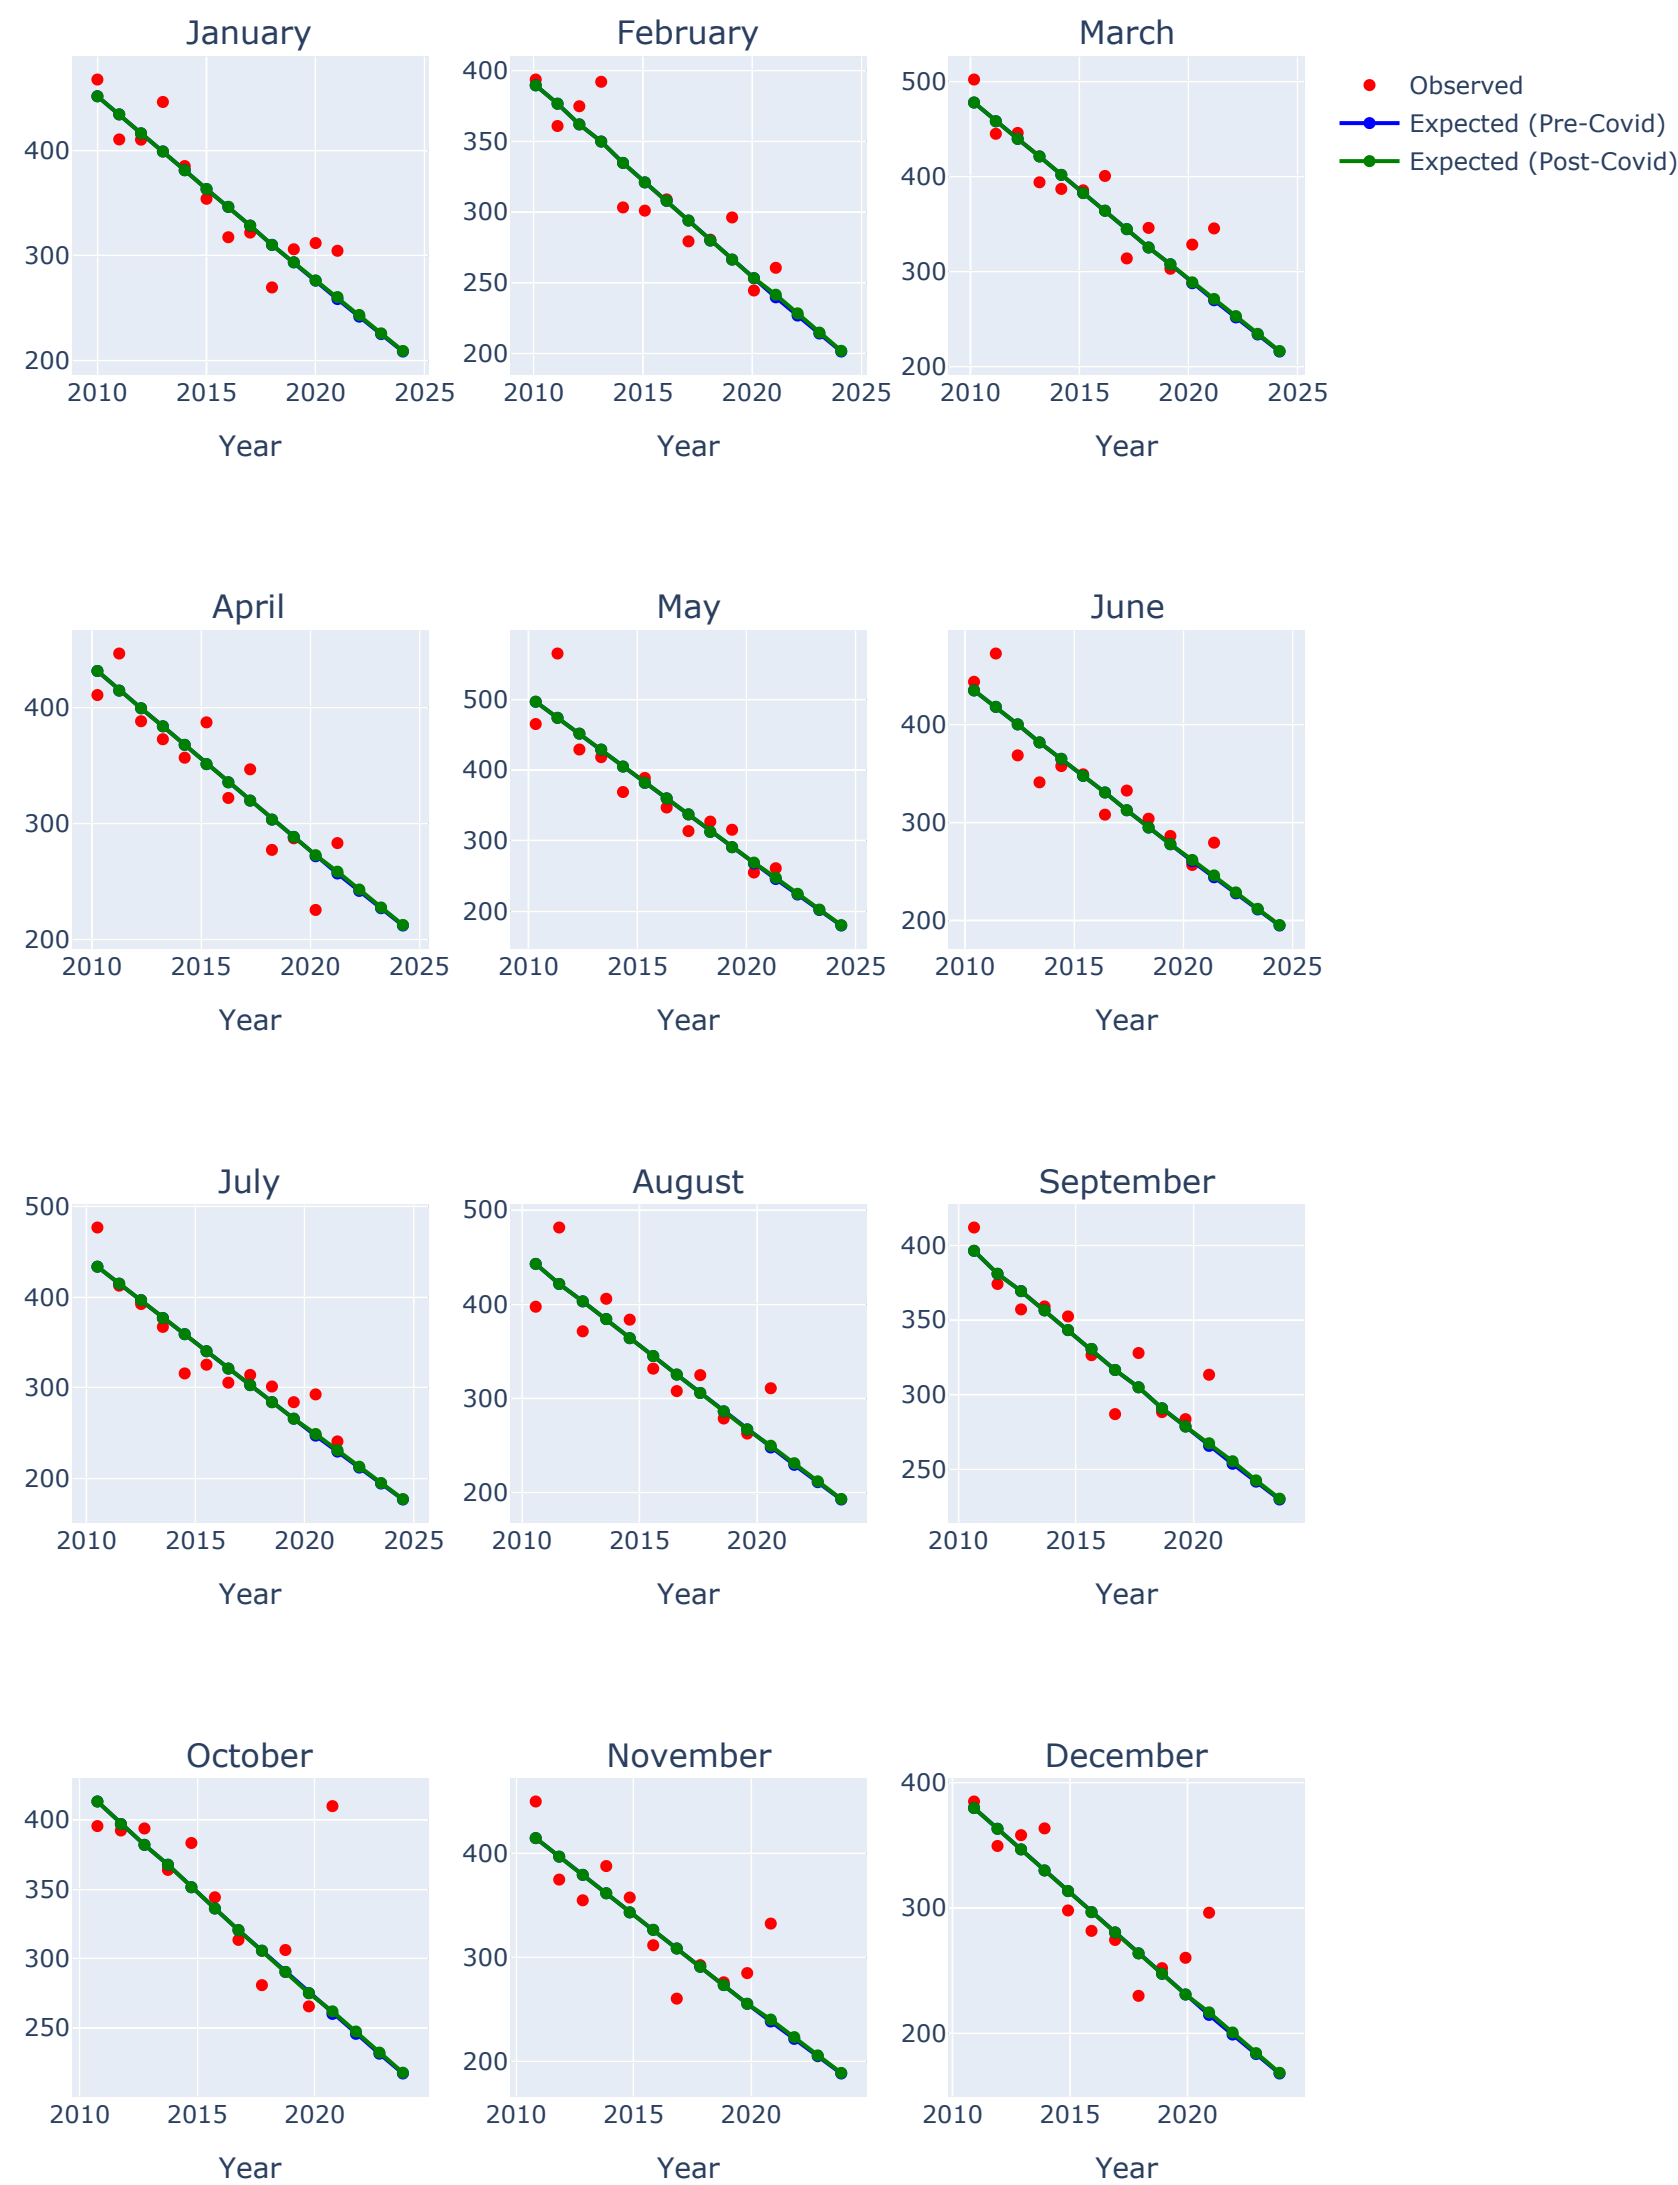 January February March
400
300
200
2010 2015 2020 2025
Year
400
350
300
250
200
2010 2015 2020 2025
Year
500
400
300
200
2010 2015 2020 2025
Year
Observed
Expected (Pre-Covid)
Expected (Post-Covid)
April May June
400
300
200
2010 2015 2020 2025
Year
500
400
300
200
2010 2015 2020 2025
Year
400
300
200
2010 2015 2020 2025
Year
July August September
500
400
300
200
2010 2015 2020 2025
Year
500
400
300
200
2010 2015 2020
Year
400
350
300
250
2010 2015 2020
Year
October November December
400
350
300
250
2010 2015 2020
Year
400
300
200
2010 2015 2020
Year
400
300
200
2010 2015 2020
Year